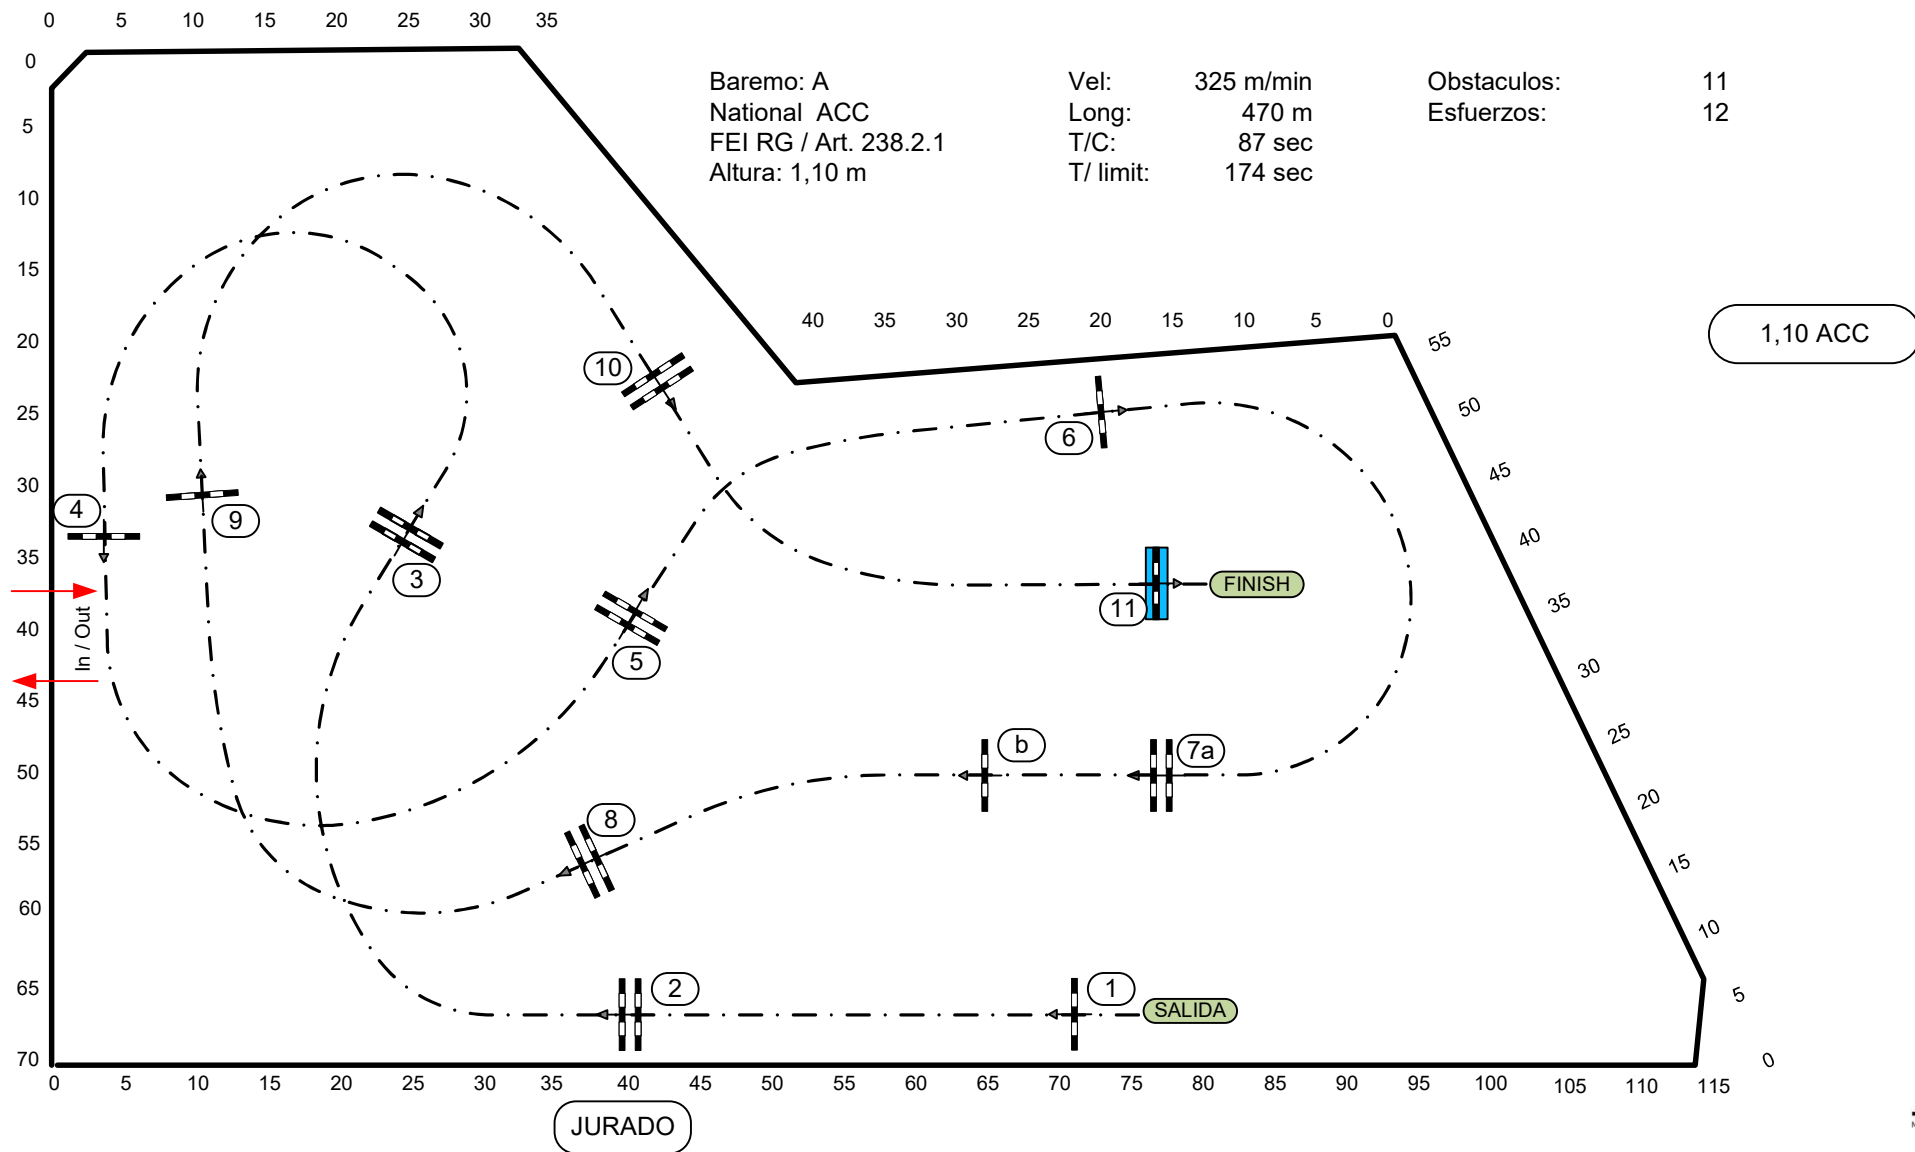 0 5 10 15 20 25 30 35
0
5
10
15
20
25
30
35
40
45
50
55
60
65
70
Baremo: A
National ACC
FEI RG / Art. 238.2.1
Altura: 1,10 m
Vel: 325 m/min
Long: 470 m
T/C: 87 sec
T/ limit: 174 sec
Obstaculos: 11
Esfuerzos: 12
1,10 ACC
40 35 30 25 20 15 10 5 0
55
50
45
40
35
30
25
20
15
10
5
0
10
6
4
9
3
5
11
FINISH
In / Out
b
7a
8
2
1
SALIDA
0 5 10 15 20 25 30 35 40 45 50 55 60 65 70 75 80 85 90 95 100 105 110 115
JURADO